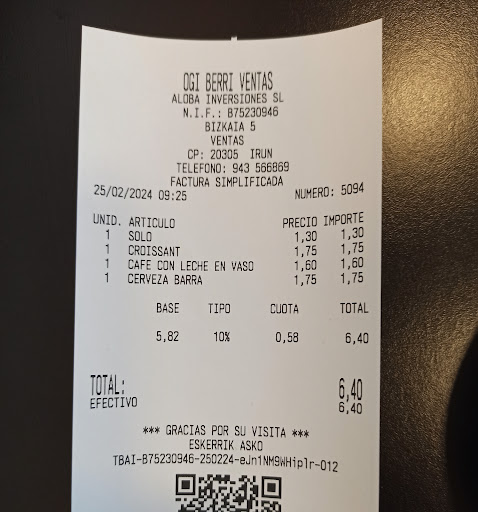 OGI BERRI VENTAS
ALOBA INVERSIONES SL
N.I.F.: B75230946
BIZKAIA 5
VENTAS
CP: 20305 IRUN
TELEFONO: 943 566869
FACTURA SIMPLIFICADA
25/02/2024 09:25 NUMERO: 5094
UNID. ARTICULO PRECIO IMPORTE
1 SOLO 1,30 1,30
1 CROISSANT 1,75 1,75
1 CAFE CON LECHE EN VASO 1,60 1,60
1 CERVEZA BARRA 1,75 1,75
BASE TIPO CUOTA TOTAL
5,82 10% 0,58 6,40
TOTAL: 6,40
EFECTIVO 6,40
*** GRACIAS POR SU VISITA ***
ESKERRIK ASKO
TBAI-B75230946-250224-eJn1NM9WHiplr-012